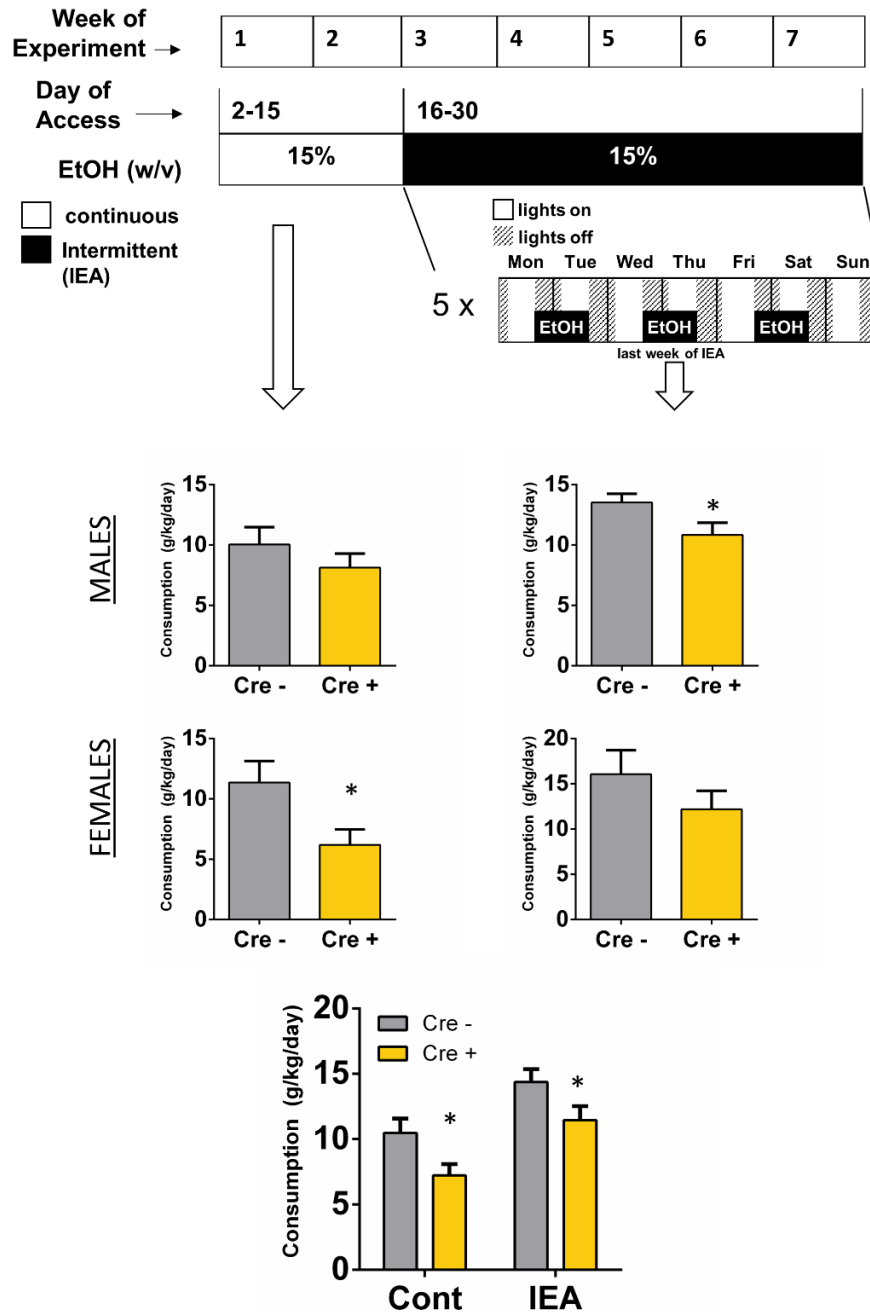 Week of
Experiment →
1 2 3 4 5 6 7
Day of
Access →
2-15 16-30
EtOH (w/v)
15% 15%
continuous
Intermittent
(IEA)
lights on
lights off
Mon Tue Wed Thu Fri Sat Sun
5 x
EtOH EtOH EtOH
last week of IEA
MALES
Consumption (g/kg/day)
15
10
5
0
Cre - Cre +
Consumption (g/kg/day)
15
10
5
0
*
Cre - Cre +
FEMALES
Consumption (g/kg/day)
15
10
5
0
*
Cre - Cre +
Consumption (g/kg/day)
20
15
10
5
0
Cre - Cre +
Consumption (g/kg/day)
20
15
10
5
0
Cre -
Cre +
* *
Cont IEA